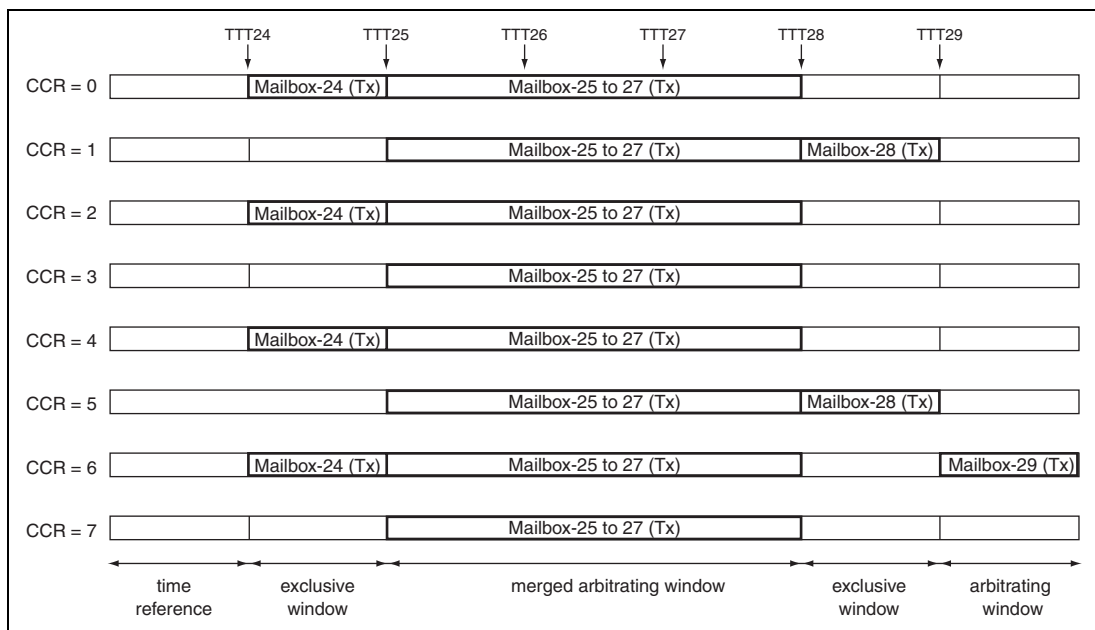 TTT24 TTT25 TTT26 TTT27 TTT28 TTT29
CCR = 0 Mailbox-24 (Tx) Mailbox-25 to 27 (Tx)
CCR = 1 Mailbox-25 to 27 (Tx) Mailbox-28 (Tx)
CCR = 2 Mailbox-24 (Tx) Mailbox-25 to 27 (Tx)
CCR = 3 Mailbox-25 to 27 (Tx)
CCR = 4 Mailbox-24 (Tx) Mailbox-25 to 27 (Tx)
CCR = 5 Mailbox-25 to 27 (Tx) Mailbox-28 (Tx)
CCR = 6 Mailbox-24 (Tx) Mailbox-25 to 27 (Tx) Mailbox-29 (Tx)
CCR = 7 Mailbox-25 to 27 (Tx)
time exclusive merged arbitrating window exclusive arbitrating
reference window window window